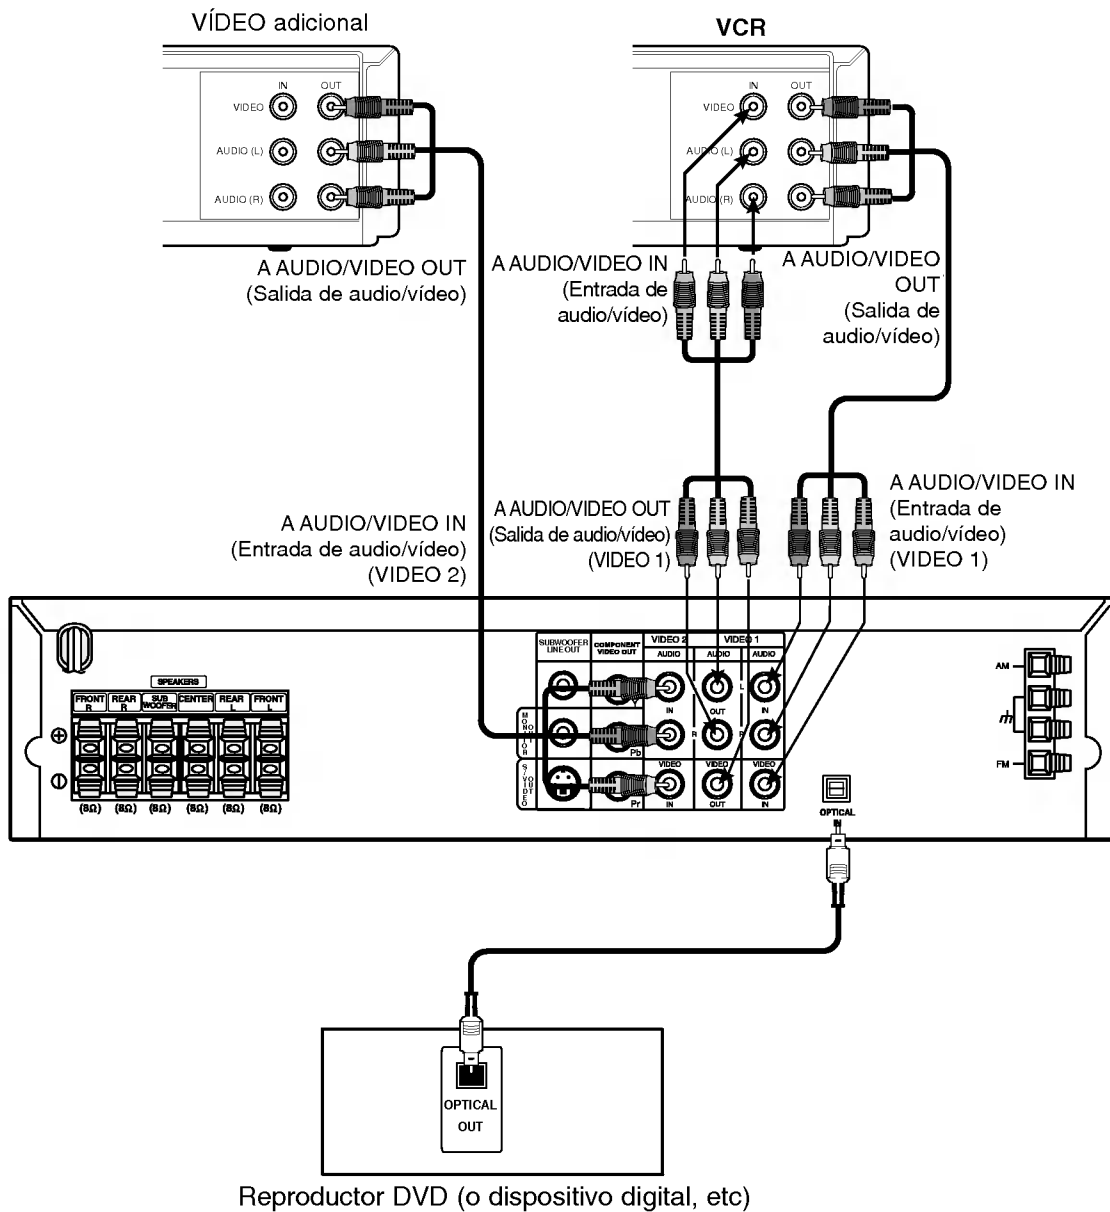 VÍDEO adicional
VCR
IN OUT
VIDEO
AUDIO (L)
AUDIO (R)
IN OUT
VIDEO
AUDIO (L)
AUDIO (R)
A AUDIO/VIDEO OUT
(Salida de audio/vídeo)
A AUDIO/VIDEO IN
(Entrada de
audio/vídeo)
A AUDIO/VIDEO
OUT
(Salida de
audio/vídeo)
A AUDIO/VIDEO IN
(Entrada de audio/vídeo)
(VIDEO 2)
A AUDIO/VIDEO OUT
(Salida de audio/vídeo)
(VIDEO 1)
A AUDIO/VIDEO IN
(Entrada de
audio/vídeo)
(VIDEO 1)
SPEAKERS
FRONT R
REAR R
SUB WOOFER
CENTER
REAR L
FRONT L
(8Ω) (8Ω) (8Ω) (8Ω) (8Ω) (8Ω)
SUBWOOFER
LINE OUT
COMPONENT
VIDEO OUT
VIDEO 2 VIDEO 1
AUDIO AUDIO AUDIO
L
IN OUT IN
MONITOR
OUT
Y
Pb
R R
S/VIDEO
OUT
Pr
VIDEO VIDEO VIDEO
IN OUT IN
AM
FM
OPTICAL
IN
OPTICAL
OUT
Reproductor DVD (o dispositivo digital, etc)